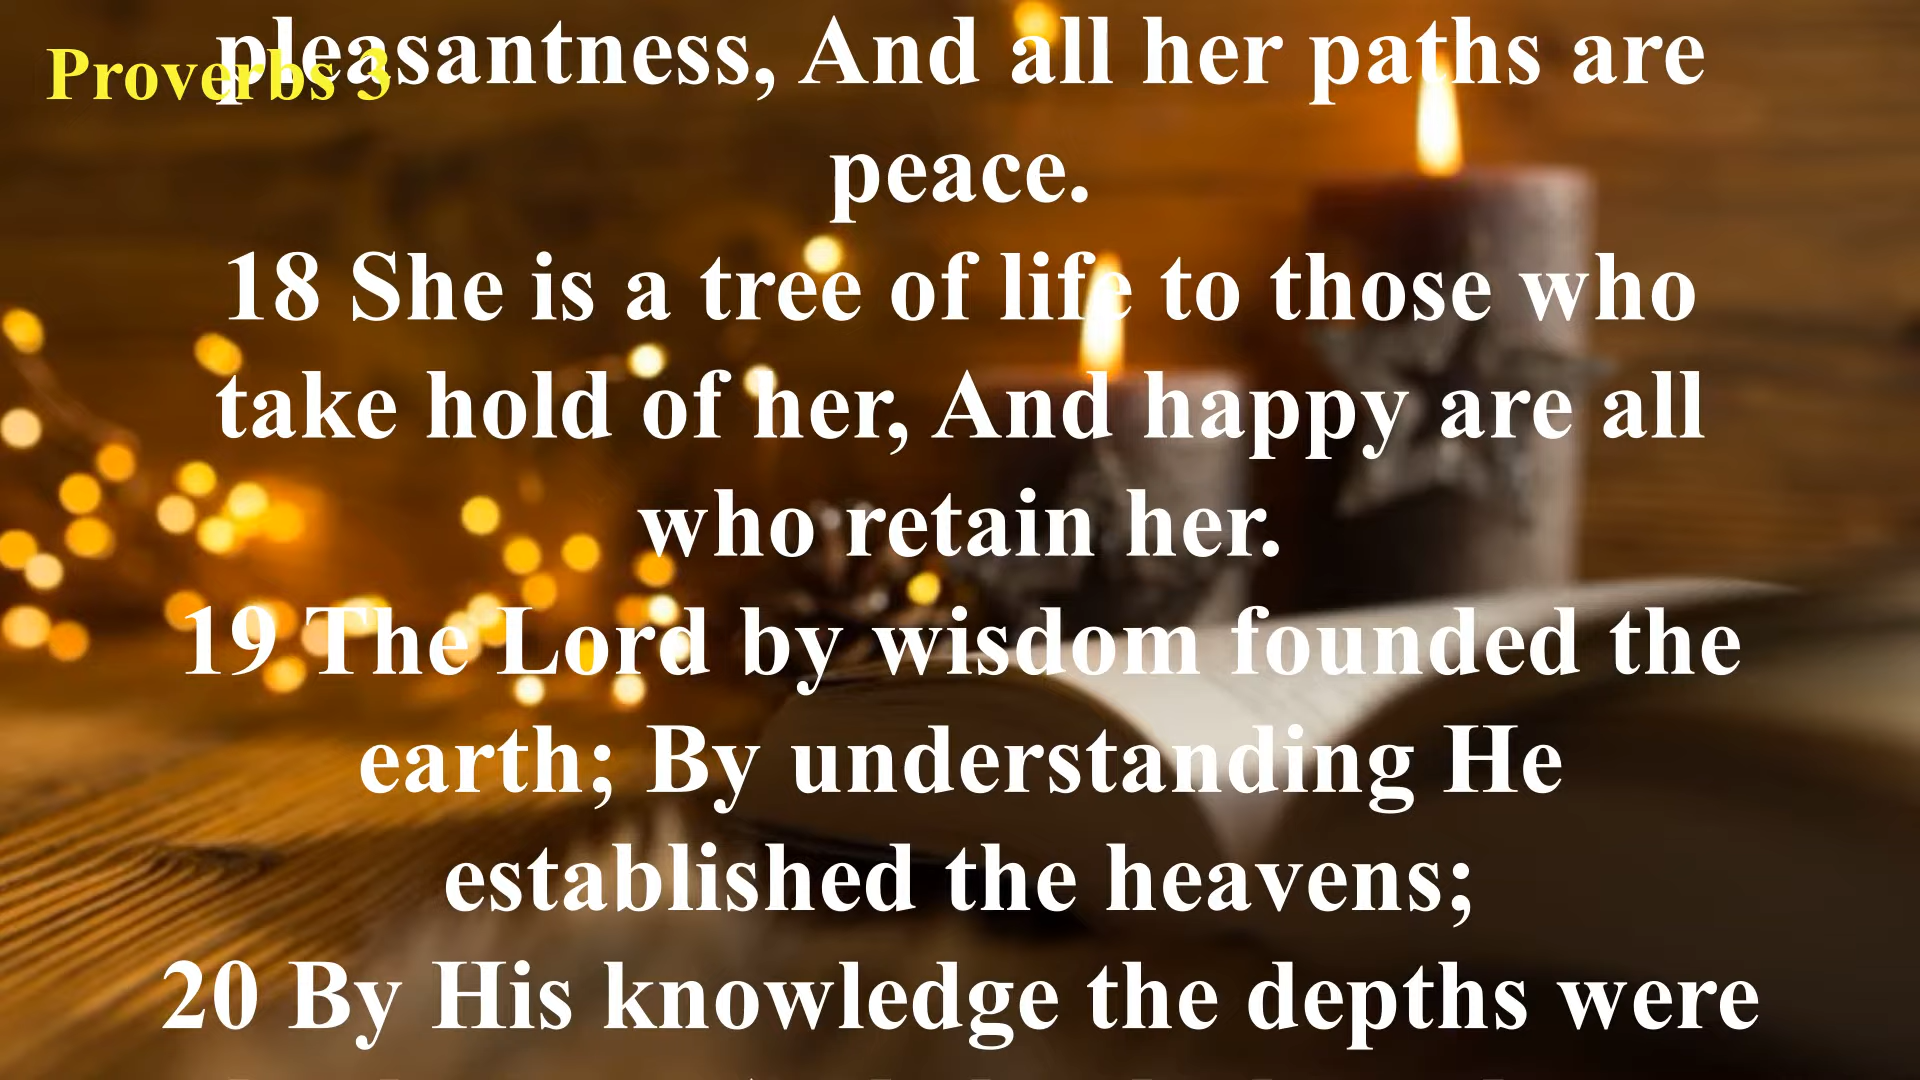 Proverbs 3
pleasantness, And all her paths are
peace.
18 She is a tree of life to those who
take hold of her, And happy are all
who retain her.
19 The Lord by wisdom founded the
earth; By understanding He
established the heavens;
20 By His knowledge the depths were